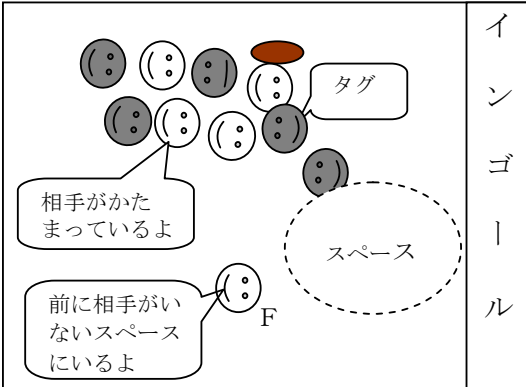 タグ
相手がかた
まっているよ
スペース
前に相手がい
ないスペース
にいるよ
F
インゴール